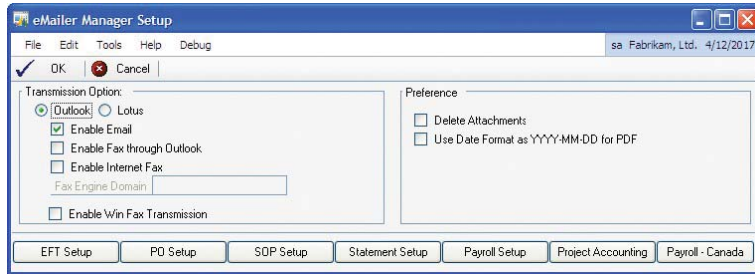 eMailer Manager Setup
File Edit Tools Help Debug sa Fabrikam, Ltd. 4/12/2017
OK Cancel
Transmission Option:
Outlook Lotus
Enable Email
Enable Fax through Outlook
Enable Internet Fax
Fax Engine Domain
Enable Win Fax Transmission
Preference
Delete Attachments
Use Date Format as YYYY-MM-DD for PDF
EFT Setup PO Setup SOP Setup Statement Setup Payroll Setup Project Accounting Payroll - Canada